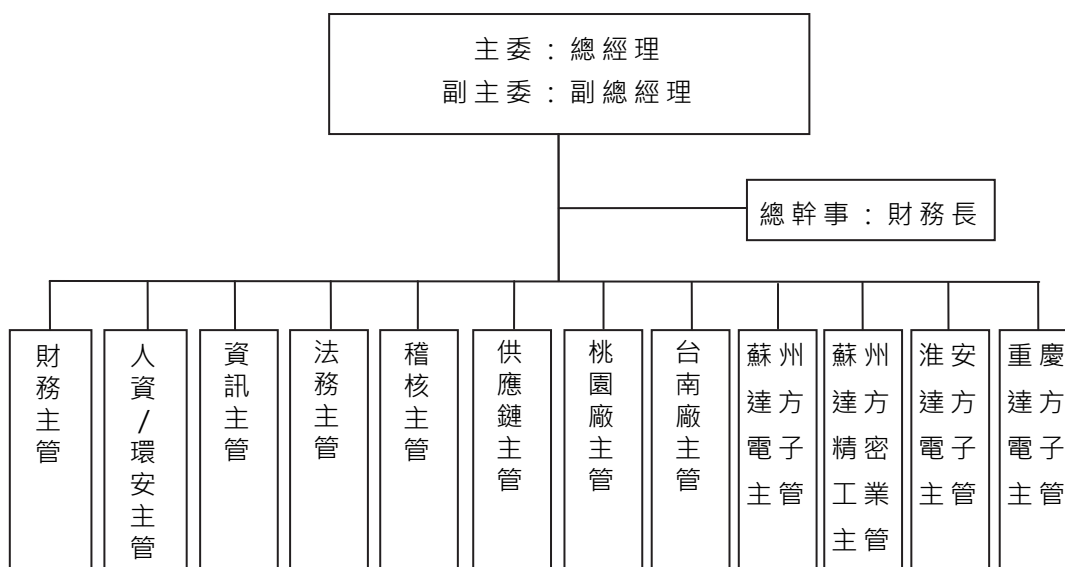 主委：總經理
副主委：副總經理
總幹事：財務長
財務主管
人資/環安主管
資訊主管
法務主管
稽核主管
供應鏈主管
桃園廠主管
台南廠主管
蘇州
達方
電子
主管
蘇州
達方
精密
工業
主管
淮安
達方
電子
主管
重慶
達方
電子
主管